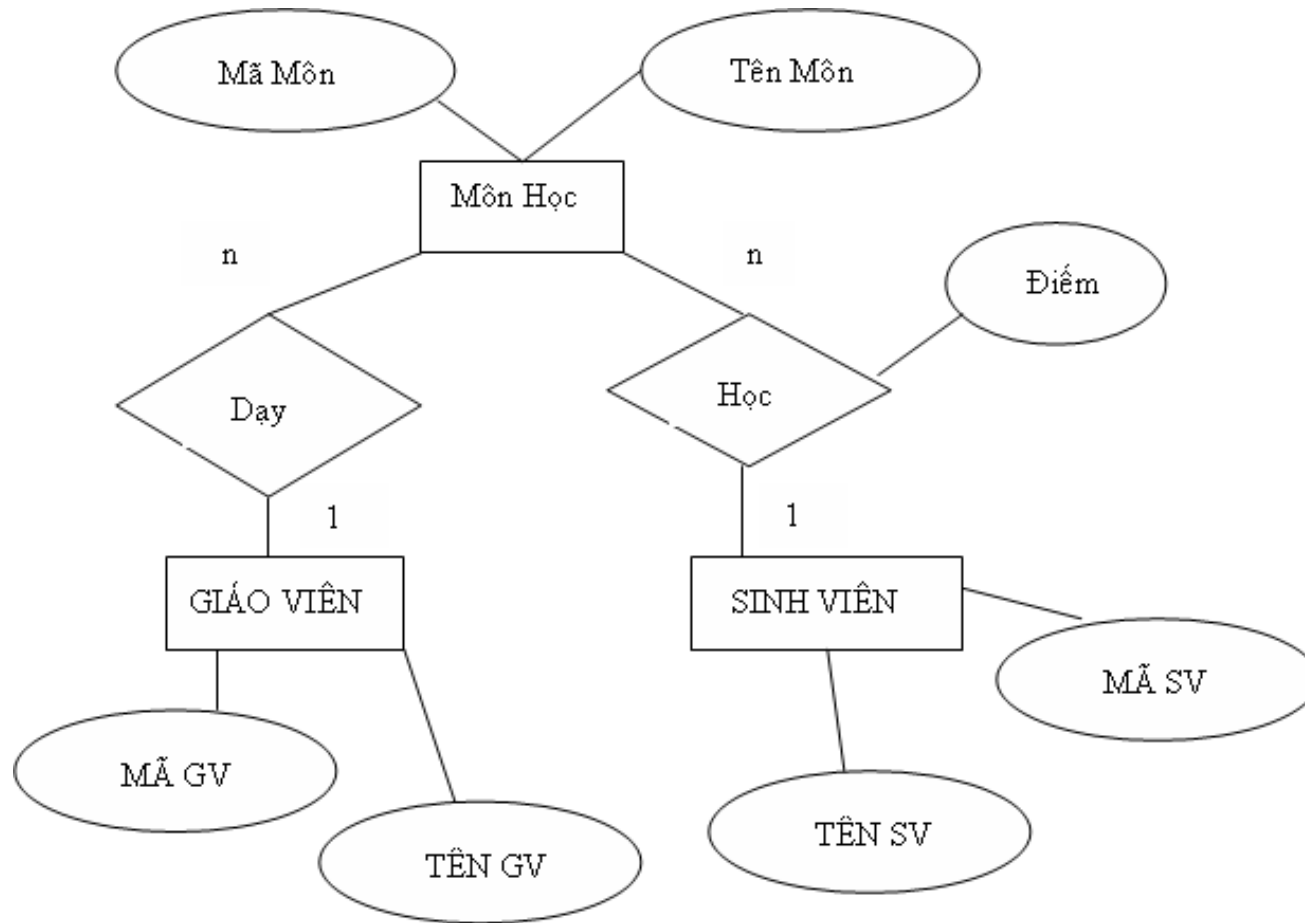 Mã Môn
Tên Môn
Môn Học
n
n
Điểm
Dạy
Học
1
1
GIÁO VIÊN
SINH VIÊN
MÃ SV
MÃ GV
TÊN GV
TÊN SV